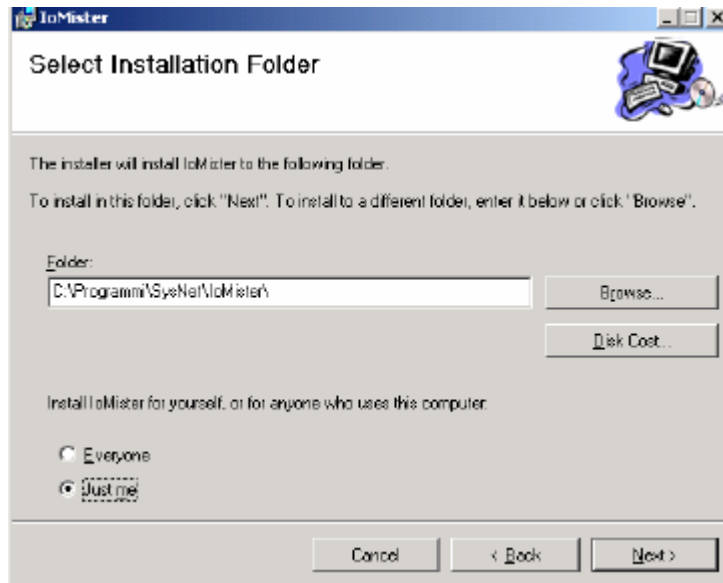 IoMister
Select Installation Folder
The installer will install IoMister to the following folder.
To install in this folder, click "Next". To install to a different folder, enter it below or click "Browse".
Folder:
C:\Programmi\SysNet\IoMister\
Browse...
Disk Cost...
Install IoMister for yourself, or for anyone who uses this computer:
Everyone
Just me
Cancel
< Back
Next >